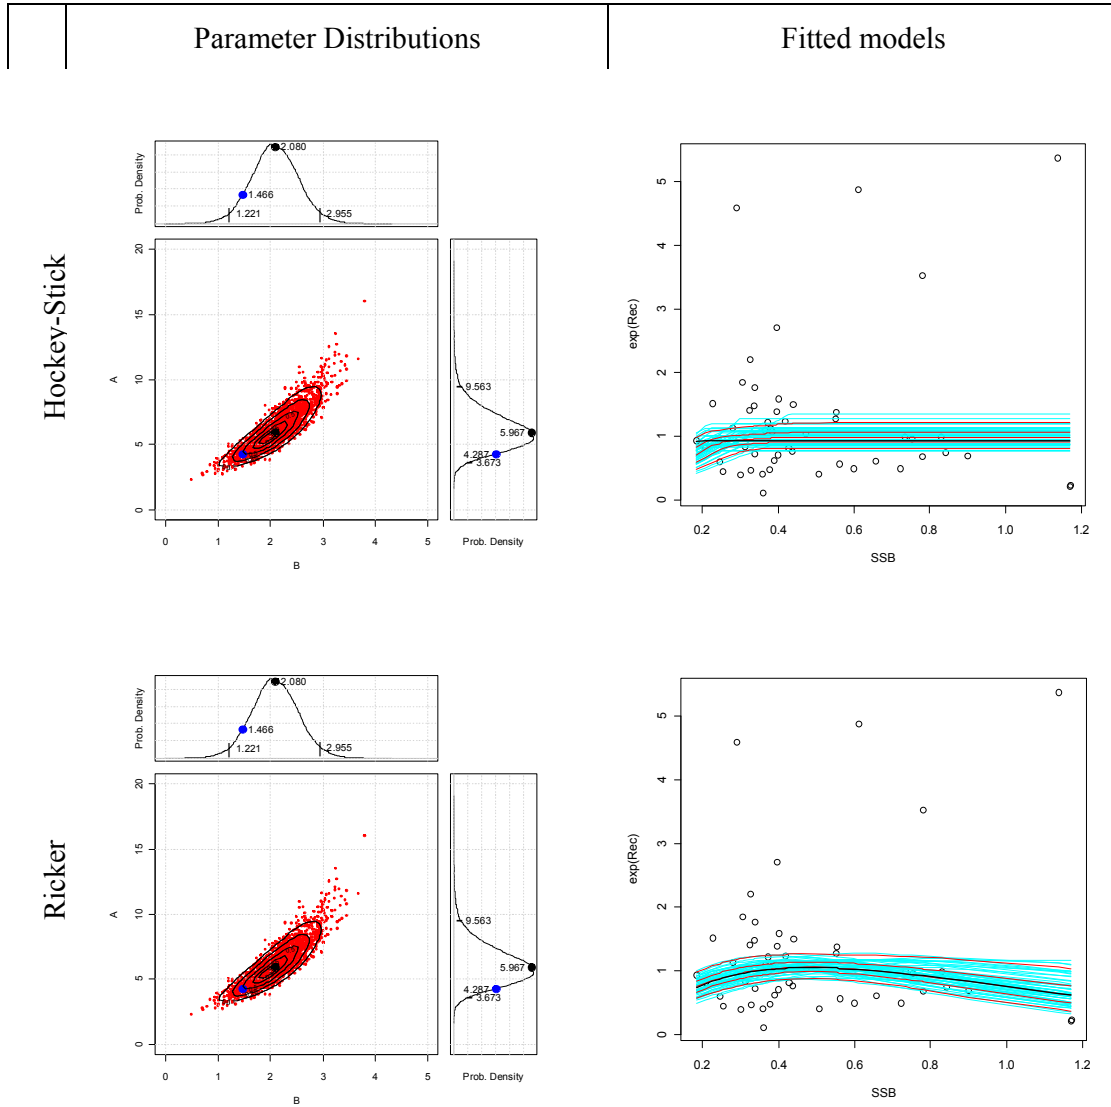 Parameter Distributions
Fitted models
Hockey-Stick
Prob. Density
2.080
1.466
1.221
2.955
20
15
10
5
0
A
0 1 2 3 4 5
B
9.563
5.967
4.287
3.673
Prob. Density
exp(Rec)
5
4
3
2
1
0
0.2 0.4 0.6 0.8 1.0 1.2
SSB
Ricker
Prob. Density
2.080
1.466
1.221
2.955
20
15
10
5
0
A
0 1 2 3 4 5
B
9.563
5.967
4.287
3.673
Prob. Density
exp(Rec)
5
4
3
2
1
0
0.2 0.4 0.6 0.8 1.0 1.2
SSB